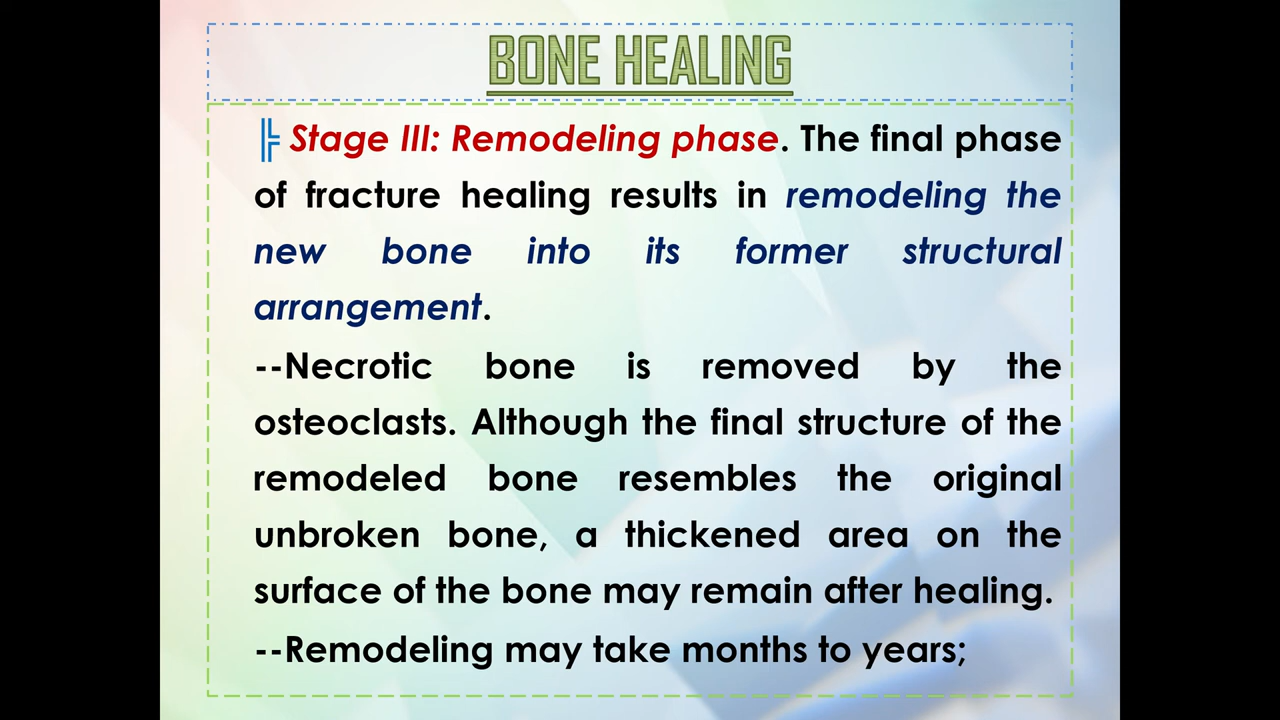 BONE HEALING
╠ Stage III: Remodeling phase. The final phase
of fracture healing results in remodeling the
new bone into its former structural
arrangement.
--Necrotic bone is removed by the
osteoclasts. Although the final structure of the
remodeled bone resembles the original
unbroken bone, a thickened area on the
surface of the bone may remain after healing.
--Remodeling may take months to years;